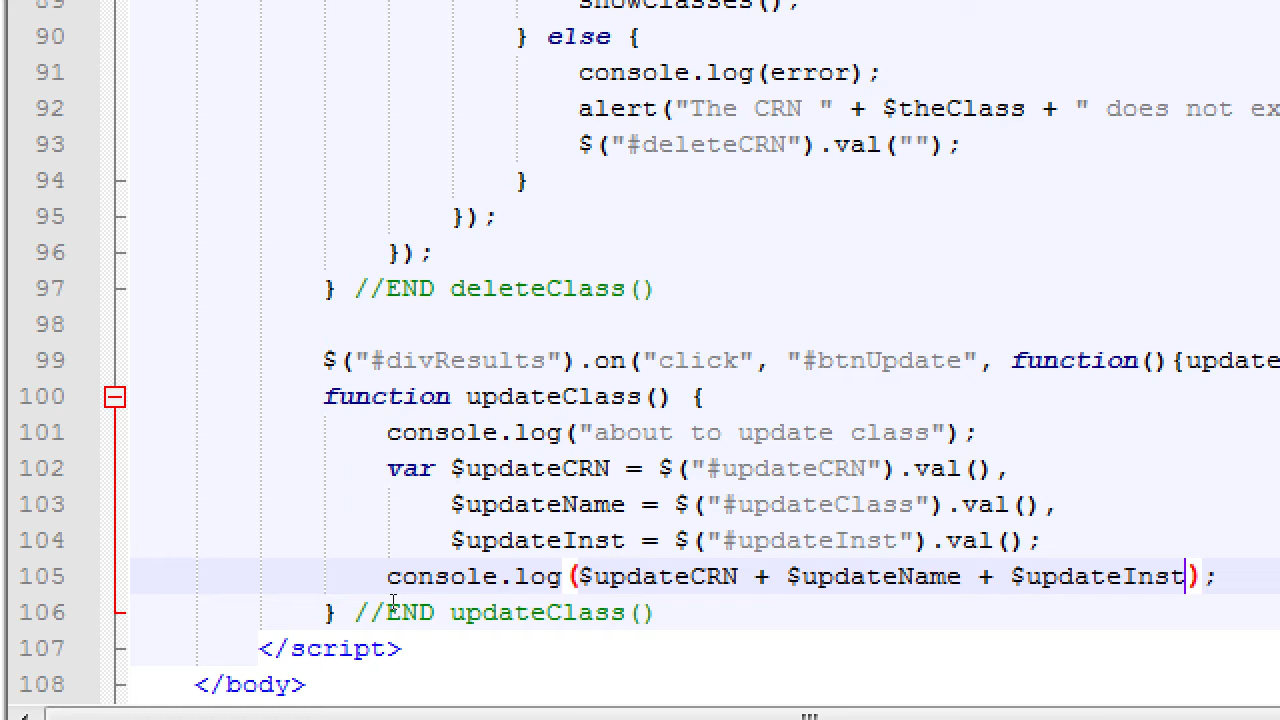 89 showClasses();
90 } else {
91 console.log(error);
92 alert("The CRN " + $theClass + " does not ex
93 $("#deleteCRN").val("");
94 }
95 });
96 });
97 } //END deleteClass()
98
99 $("#divResults").on("click", "#btnUpdate", function(){update
100 function updateClass() {
101 console.log("about to update class");
102 var $updateCRN = $("#updateCRN").val(),
103 $updateName = $("#updateClass").val(),
104 $updateInst = $("#updateInst").val();
105 console.log($updateCRN + $updateName + $updateInst);
106 } //END updateClass()
107 </script>
108 </body>